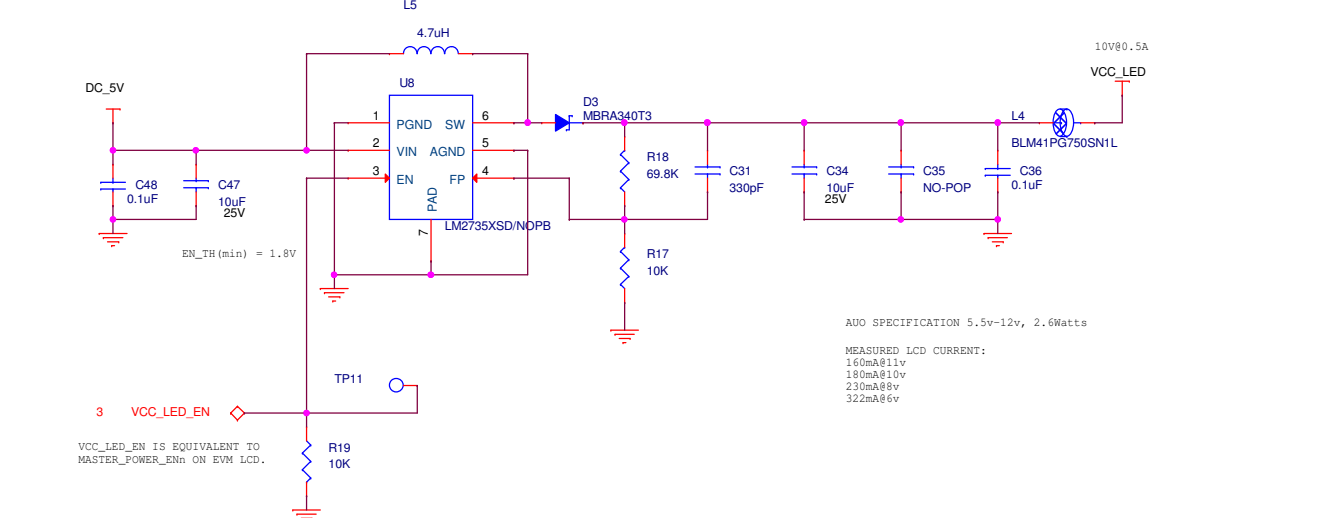 L5
4.7uH
10V@0.5A
VCC_LED
DC_5V
U8
D3
MBRA340T3
1
PGND
SW
6
L4
BLM41PG750SN1L
2
VIN
AGND
5
3
EN
FP
4
PAD
7
LM2735XSD/NOPB
C48
0.1uF
C47
10uF
25V
R18
69.8K
C31
330pF
C34
10uF
25V
C35
NO-POP
C36
0.1uF
EN_TH(min) = 1.8V
R17
10K
AUO SPECIFICATION 5.5v-12v, 2.6Watts
MEASURED LCD CURRENT:
160mA@11v
180mA@10v
230mA@8v
322mA@6v
TP11
3 VCC_LED_EN
VCC_LED_EN IS EQUIVALENT TO
MASTER_POWER_ENn ON EVM LCD.
R19
10K